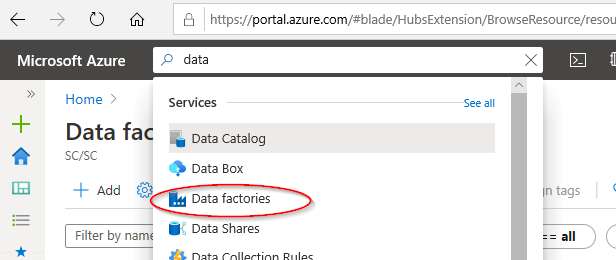 https://portal.azure.com/#blade/HubsExtension/BrowseResource/resou
Microsoft Azure
data
Home
Services
See all
Data fac
SC/SC
Data Catalog
Data Box
Add
Data factories
gn tags
Filter by name
Data Shares
== all
Data Collection Rules